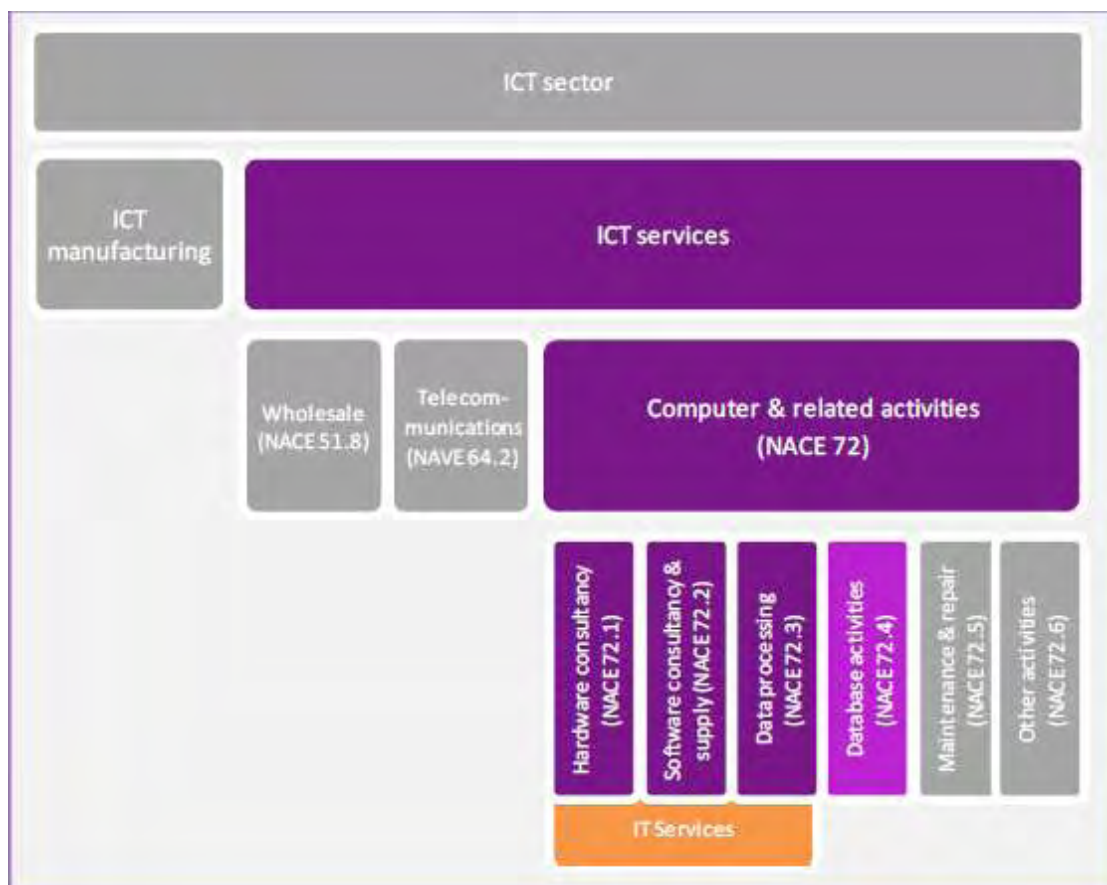 ICT sector
ICT
manufacturing
ICT services
Wholesale
(NACE 51.8)
Telecom-
munications
(NAVE 64.2)
Computer & related activities
(NACE 72)
Hardware consultancy
(NACE 72.1)
Software consultancy &
supply (NACE 72.2)
Data processing
(NACE 72.3)
Database activities
(NACE 72.4)
Maintenance & repair
(NACE 72.5)
Other activities
(NACE 72.6)
IT Services